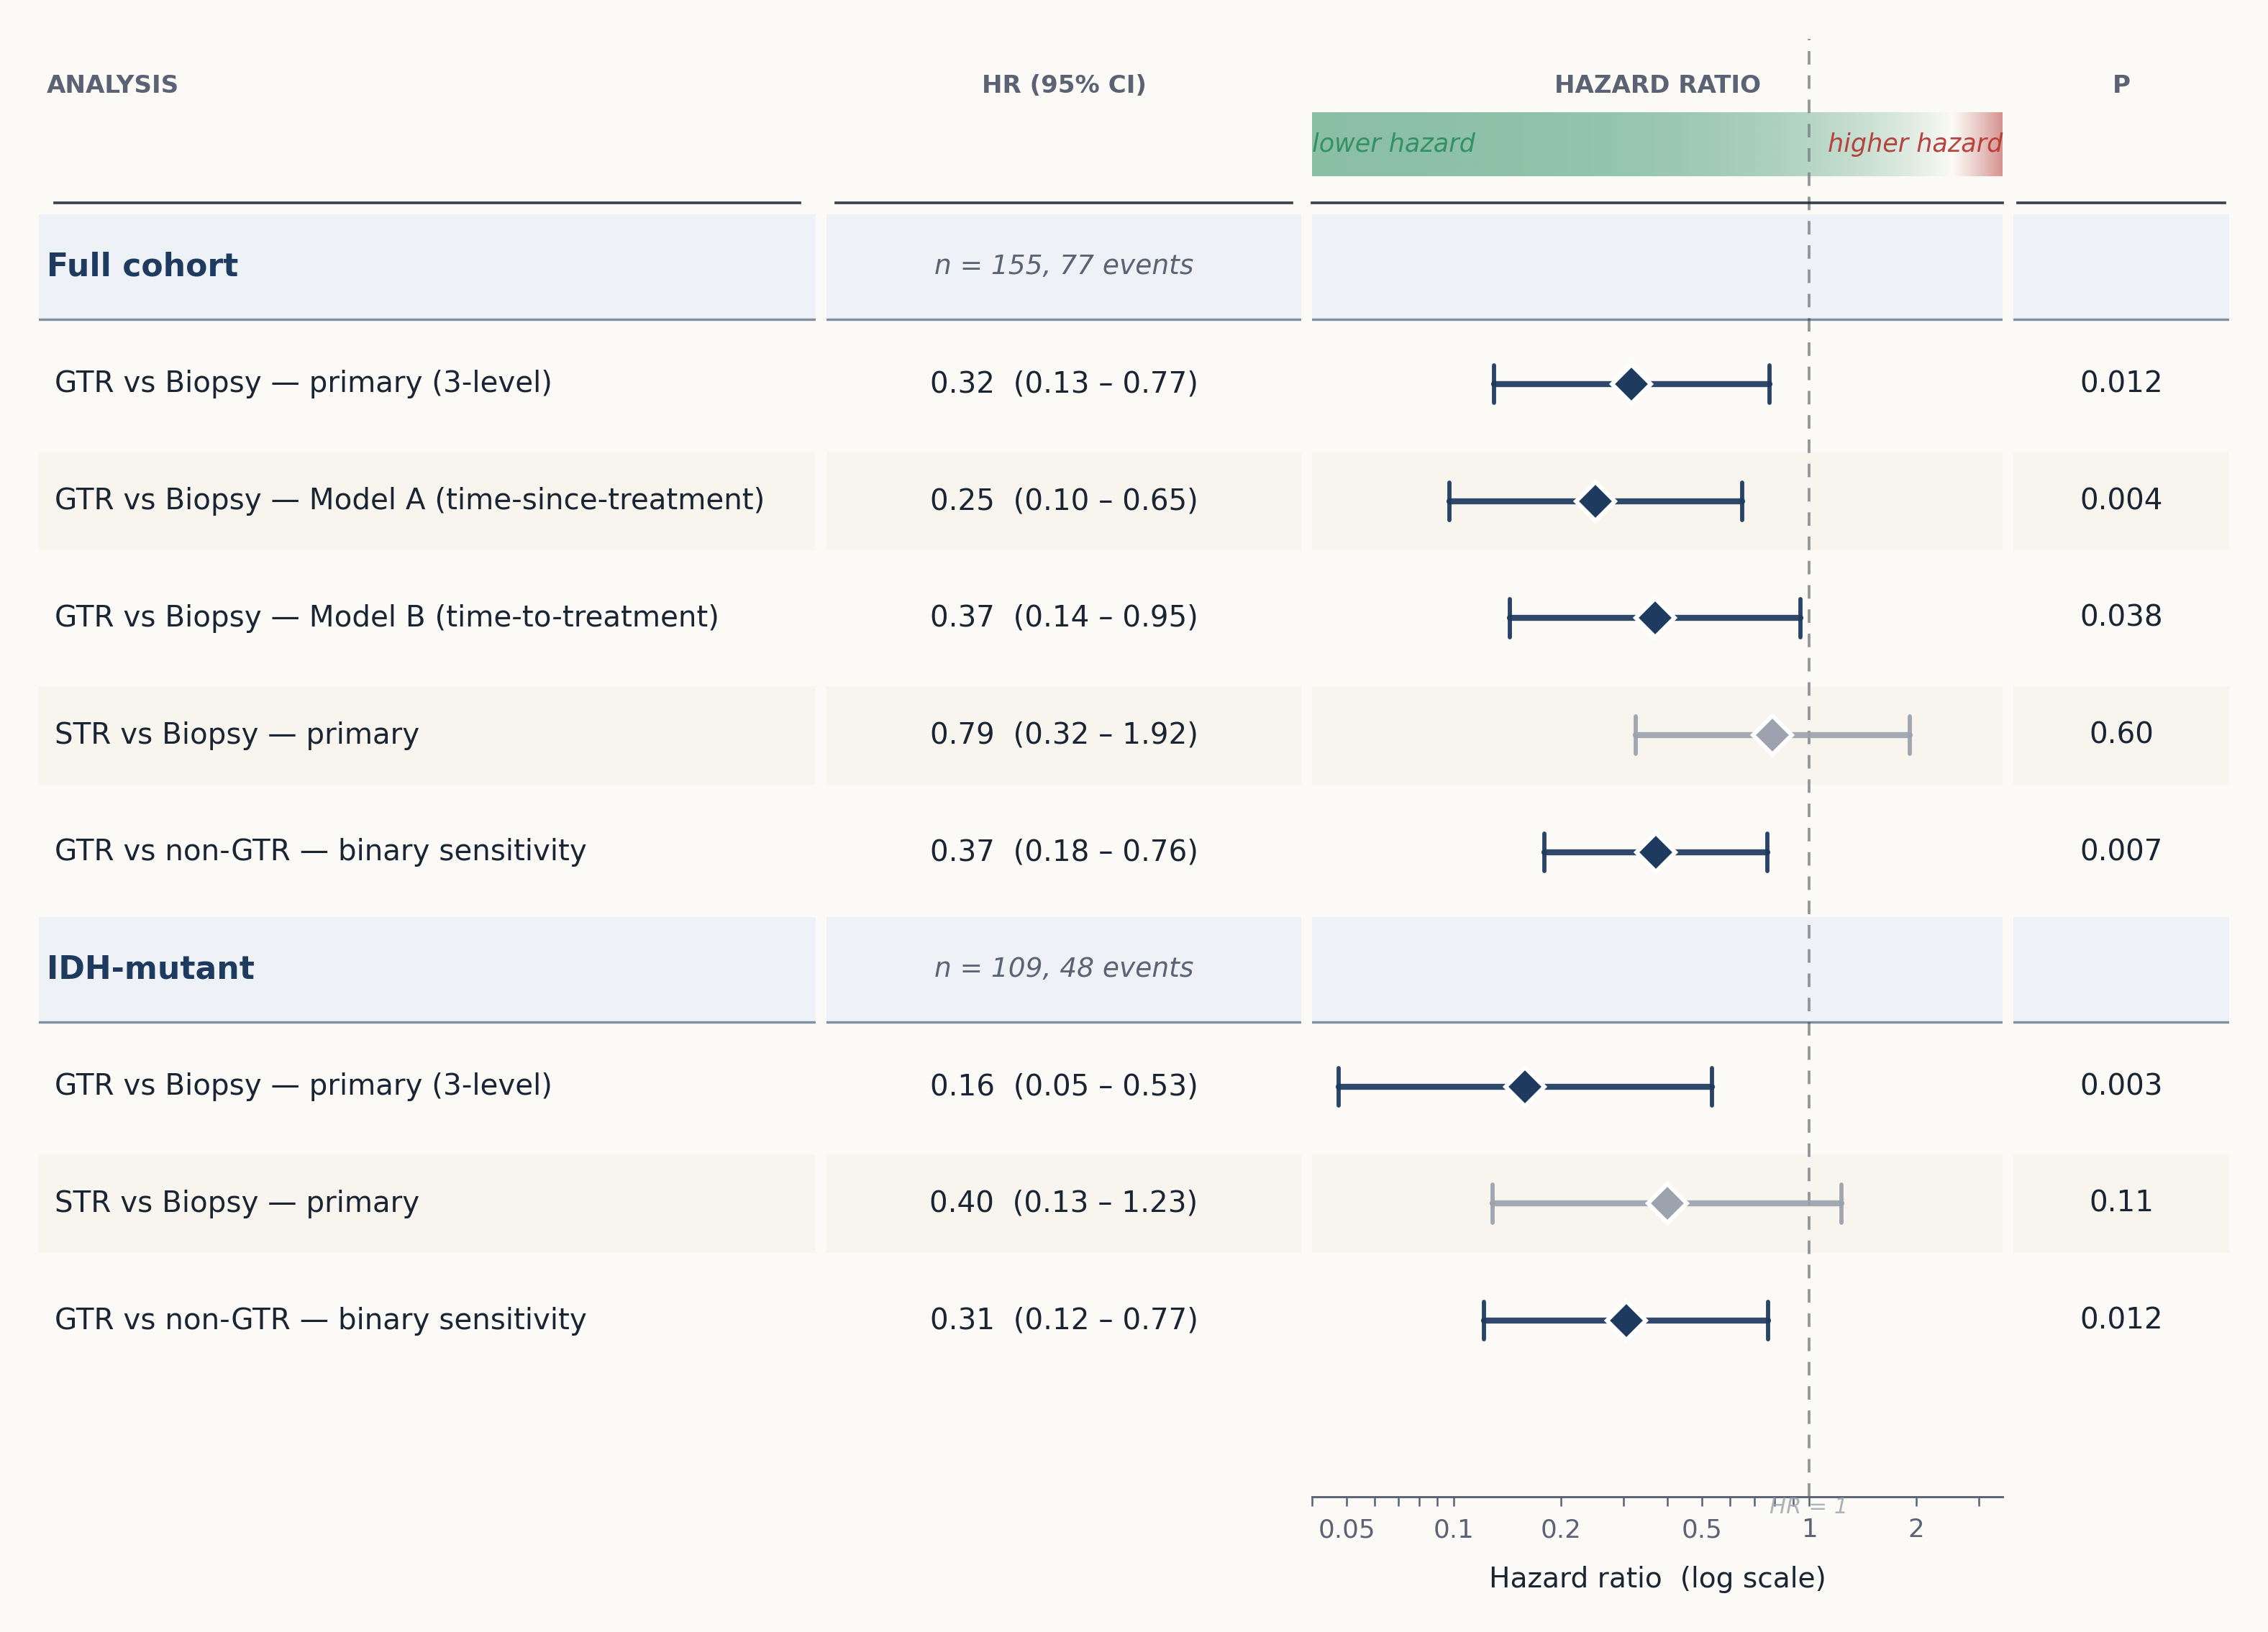 ANALYSIS HR (95% CI) HAZARD RATIO P
lower hazard higher hazard
Full cohort n = 155, 77 events
GTR vs Biopsy — primary (3-level) 0.32 (0.13 – 0.77) 0.012
GTR vs Biopsy — Model A (time-since-treatment) 0.25 (0.10 – 0.65) 0.004
GTR vs Biopsy — Model B (time-to-treatment) 0.37 (0.14 – 0.95) 0.038
STR vs Biopsy — primary 0.79 (0.32 – 1.92) 0.60
GTR vs non-GTR — binary sensitivity 0.37 (0.18 – 0.76) 0.007
IDH-mutant n = 109, 48 events
GTR vs Biopsy — primary (3-level) 0.16 (0.05 – 0.53) 0.003
STR vs Biopsy — primary 0.40 (0.13 – 1.23) 0.11
GTR vs non-GTR — binary sensitivity 0.31 (0.12 – 0.77) 0.012
HR = 1
0.05 0.1 0.2 0.5 1 2
Hazard ratio (log scale)